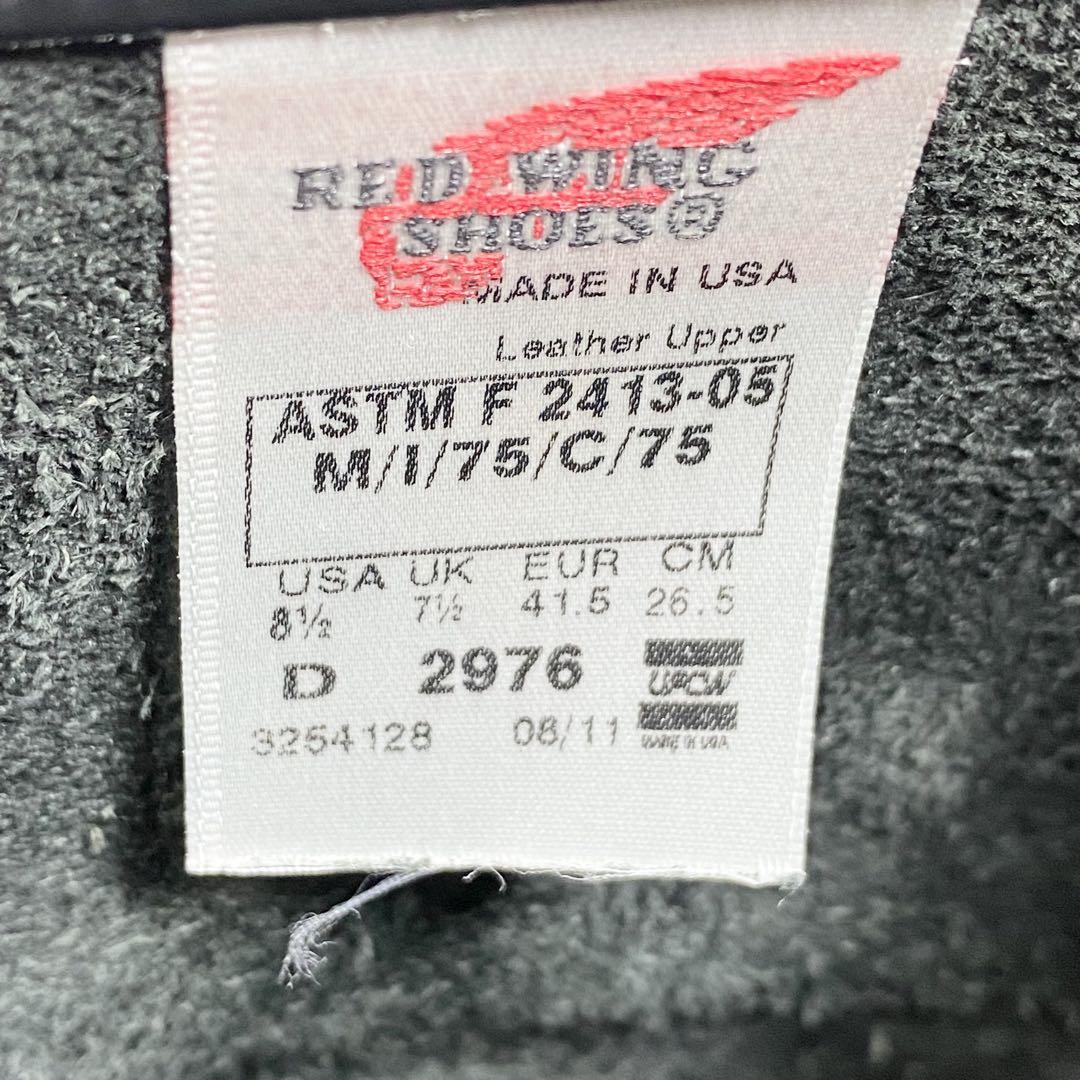 RED WING
SHOES®
MADE IN USA
Leather Upper
ASTM F 2413-05
M/I/75/C/75
USA UK EUR CM
8½ 7½ 41.5 26.5
D 2976
UFCW
3254128 08/11
MADE IN USA